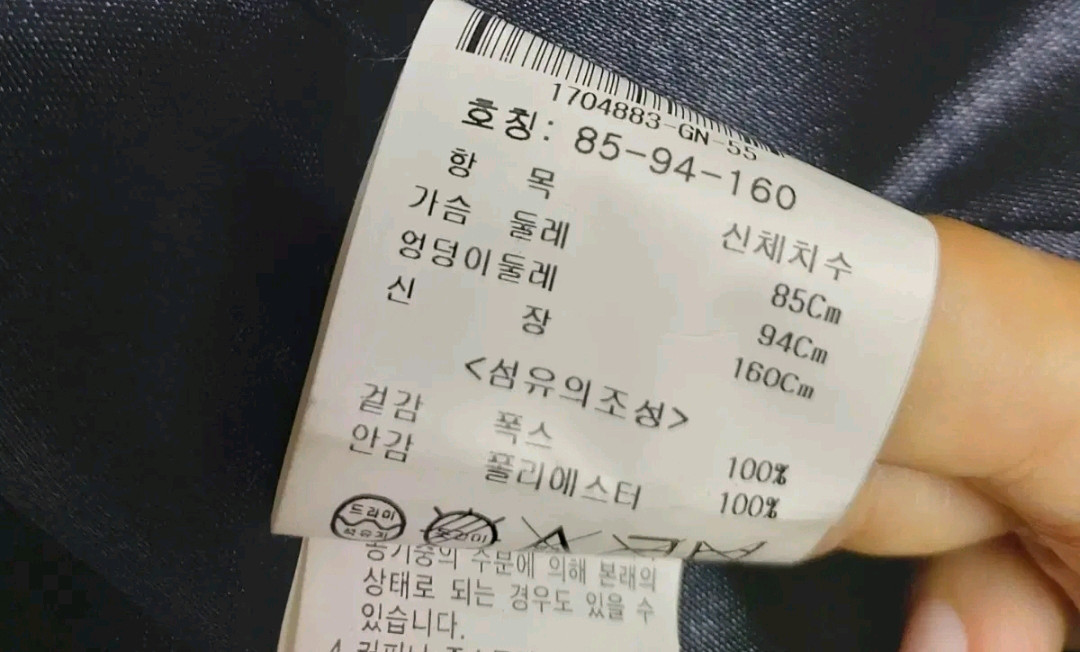 1704883-GN-55
호칭: 85-94-160
항 목 신체치수
가슴 둘레 85Cm
엉덩이둘레 94Cm
신 장 160Cm
<섬유의조성>
겉감 폭스 100%
안감 폴리에스터 100%
드라이
공기중의 수분에 의해 본래의
상태로 되는 경우도 있을 수
있습니다.
4.